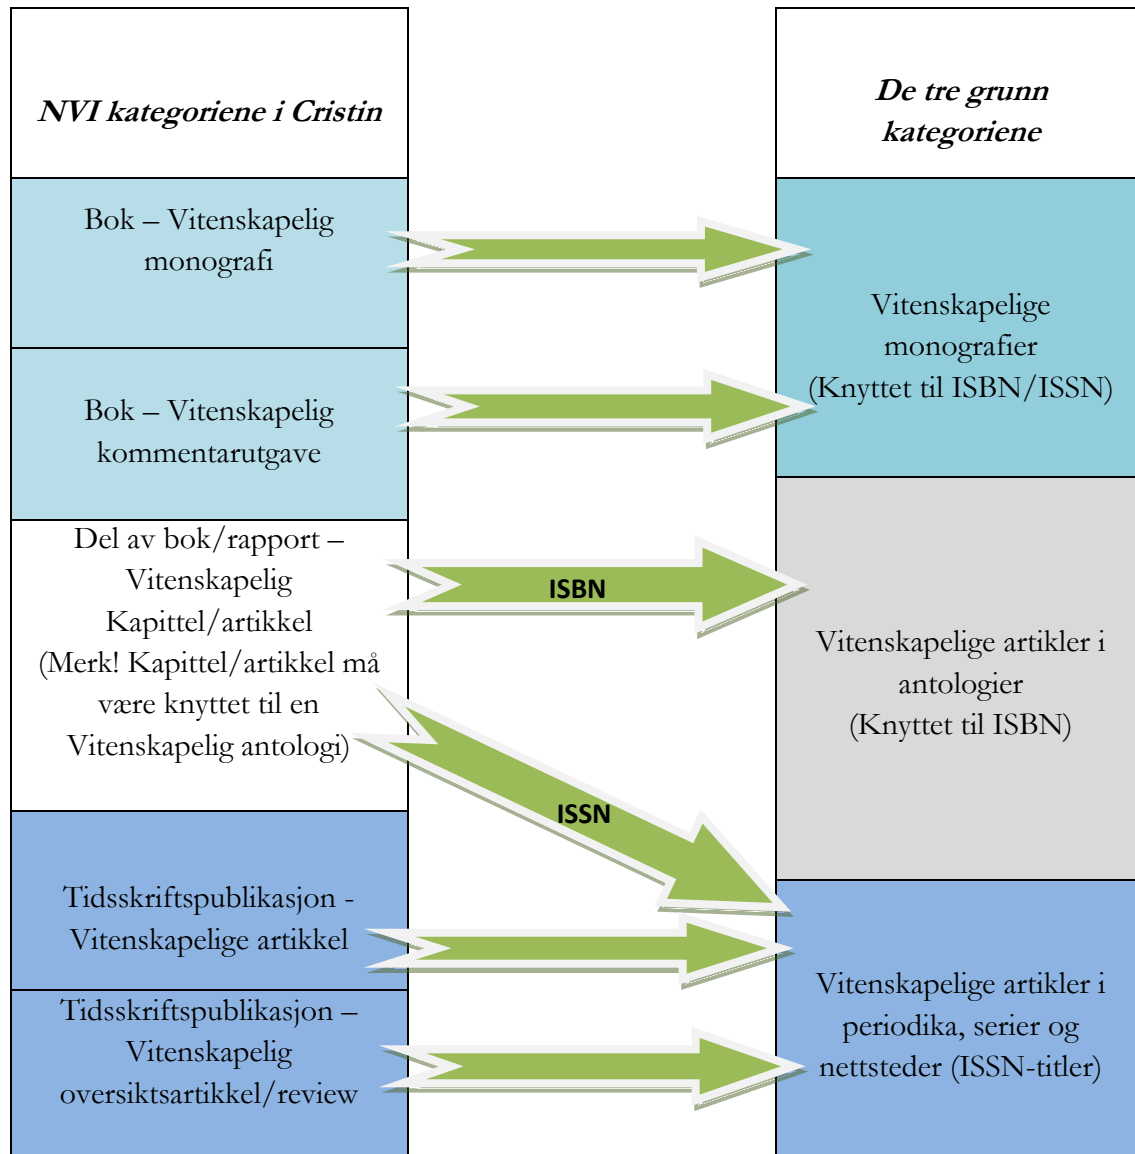 NVI kategoriene i Cristin
De tre grunn
kategoriene
Bok – Vitenskapelig
monografi
Bok – Vitenskapelig
kommentarutgave
Del av bok/rapport –
Vitenskapelig
Kapittel/artikkel
(Merk! Kapittel/artikkel må
være knyttet til en
Vitenskapelig antologi)
Tidsskriftspublikasjon -
Vitenskapelige artikkel
Tidsskriftspublikasjon –
Vitenskapelig
oversiktsartikkel/review
ISBN
ISSN
Vitenskapelige
monografier
(Knyttet til ISBN/ISSN)
Vitenskapelige artikler i
antologier
(Knyttet til ISBN)
Vitenskapelige artikler i
periodika, serier og
nettsteder (ISSN-titler)